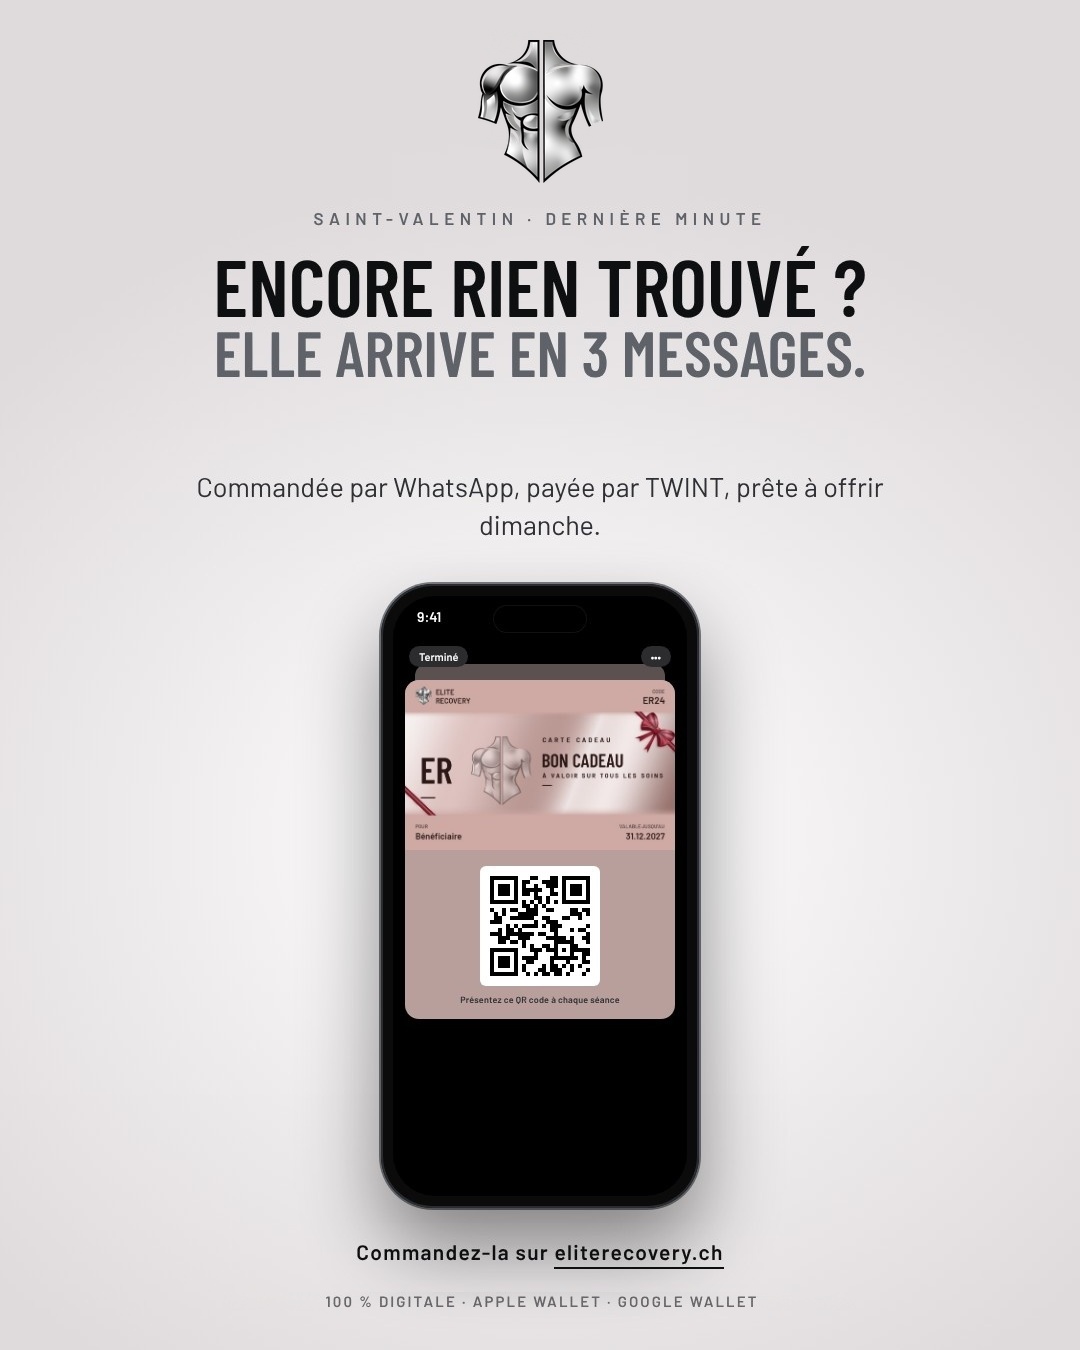 SAINT-VALENTIN · DERNIÈRE MINUTE
ENCORE RIEN TROUVÉ ?
ELLE ARRIVE EN 3 MESSAGES.
Commandée par WhatsApp, payée par TWINT, prête à offrir
dimanche.
9:41
Terminé
ELITE
RECOVERY
ER24
CARTE CADEAU
ER
BON CADEAU
À VALOIR SUR TOUS LES SOINS
POUR
VALABLE JUSQU'AU
Bénéficiaire
31.12.2027
Présentez ce QR code à chaque séance
Commandez-la sur eliterecovery.ch
100 % DIGITALE · APPLE WALLET · GOOGLE WALLET